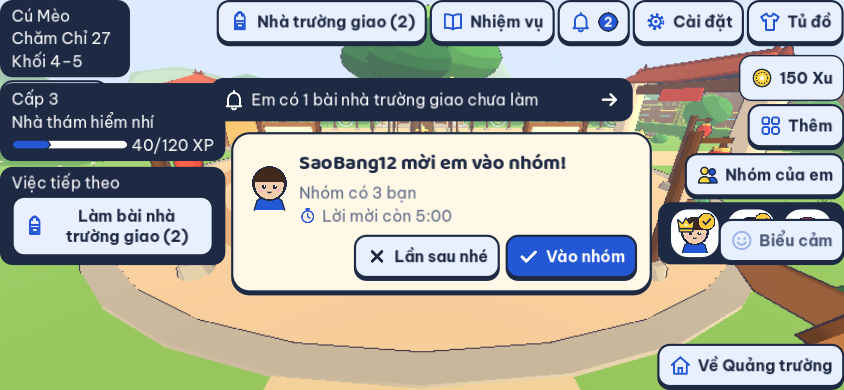 Cú Mèo
Chăm Chỉ 27
Khối 4-5
Nhà trường giao (2)
Nhiệm vụ
2
Cài đặt
Tủ đồ
150 Xu
Cấp 3
Nhà thám hiểm nhí
40/120 XP
Em có 1 bài nhà trường giao chưa làm
Thêm
Việc tiếp theo
Làm bài nhà
trường giao (2)
SaoBang12 mời em vào nhóm!
Nhóm có 3 bạn
Lời mời còn 5:00
Lần sau nhé
Vào nhóm
Nhóm của em
Biểu cảm
Về Quảng trường